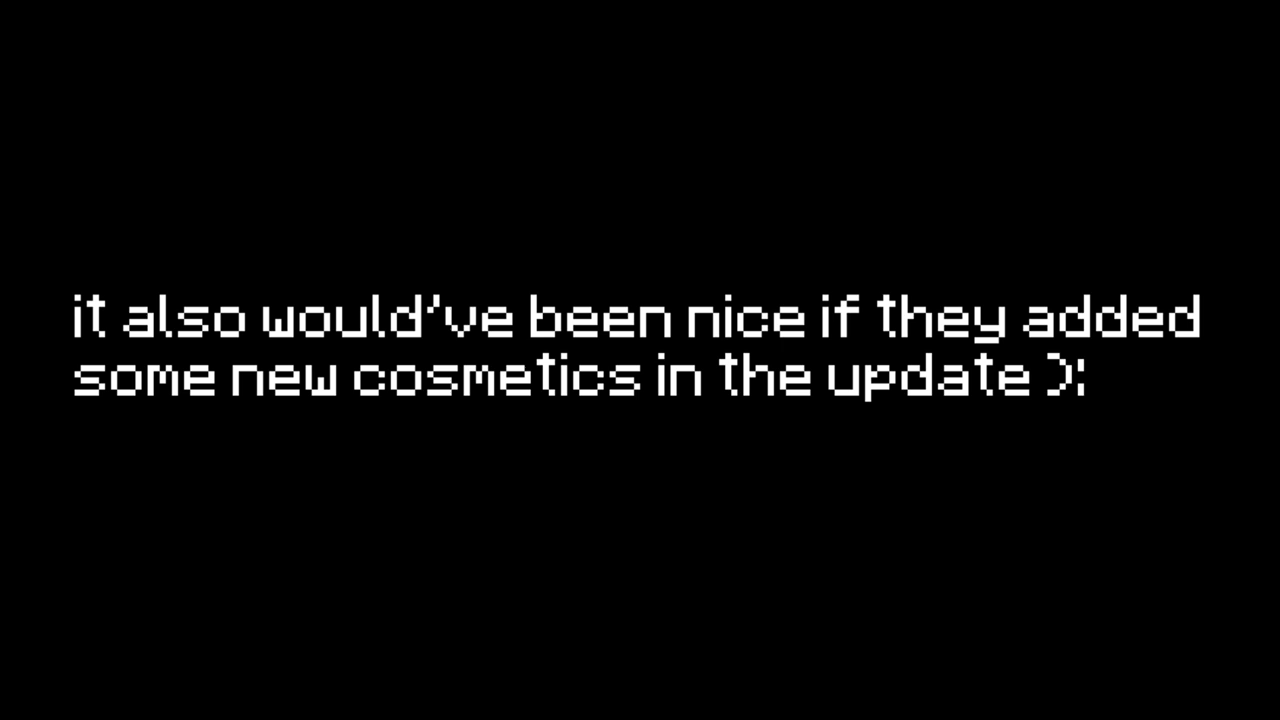 it also would've been nice if they added
some new cosmetics in the update ):